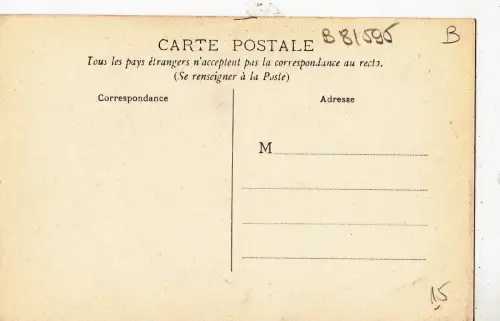 CARTE POSTALE B 81595 B
Tous les pays étrangers n'acceptent pas la correspondance au recto.
(Se renseigner à la Poste)
Correspondance Adresse
M
15